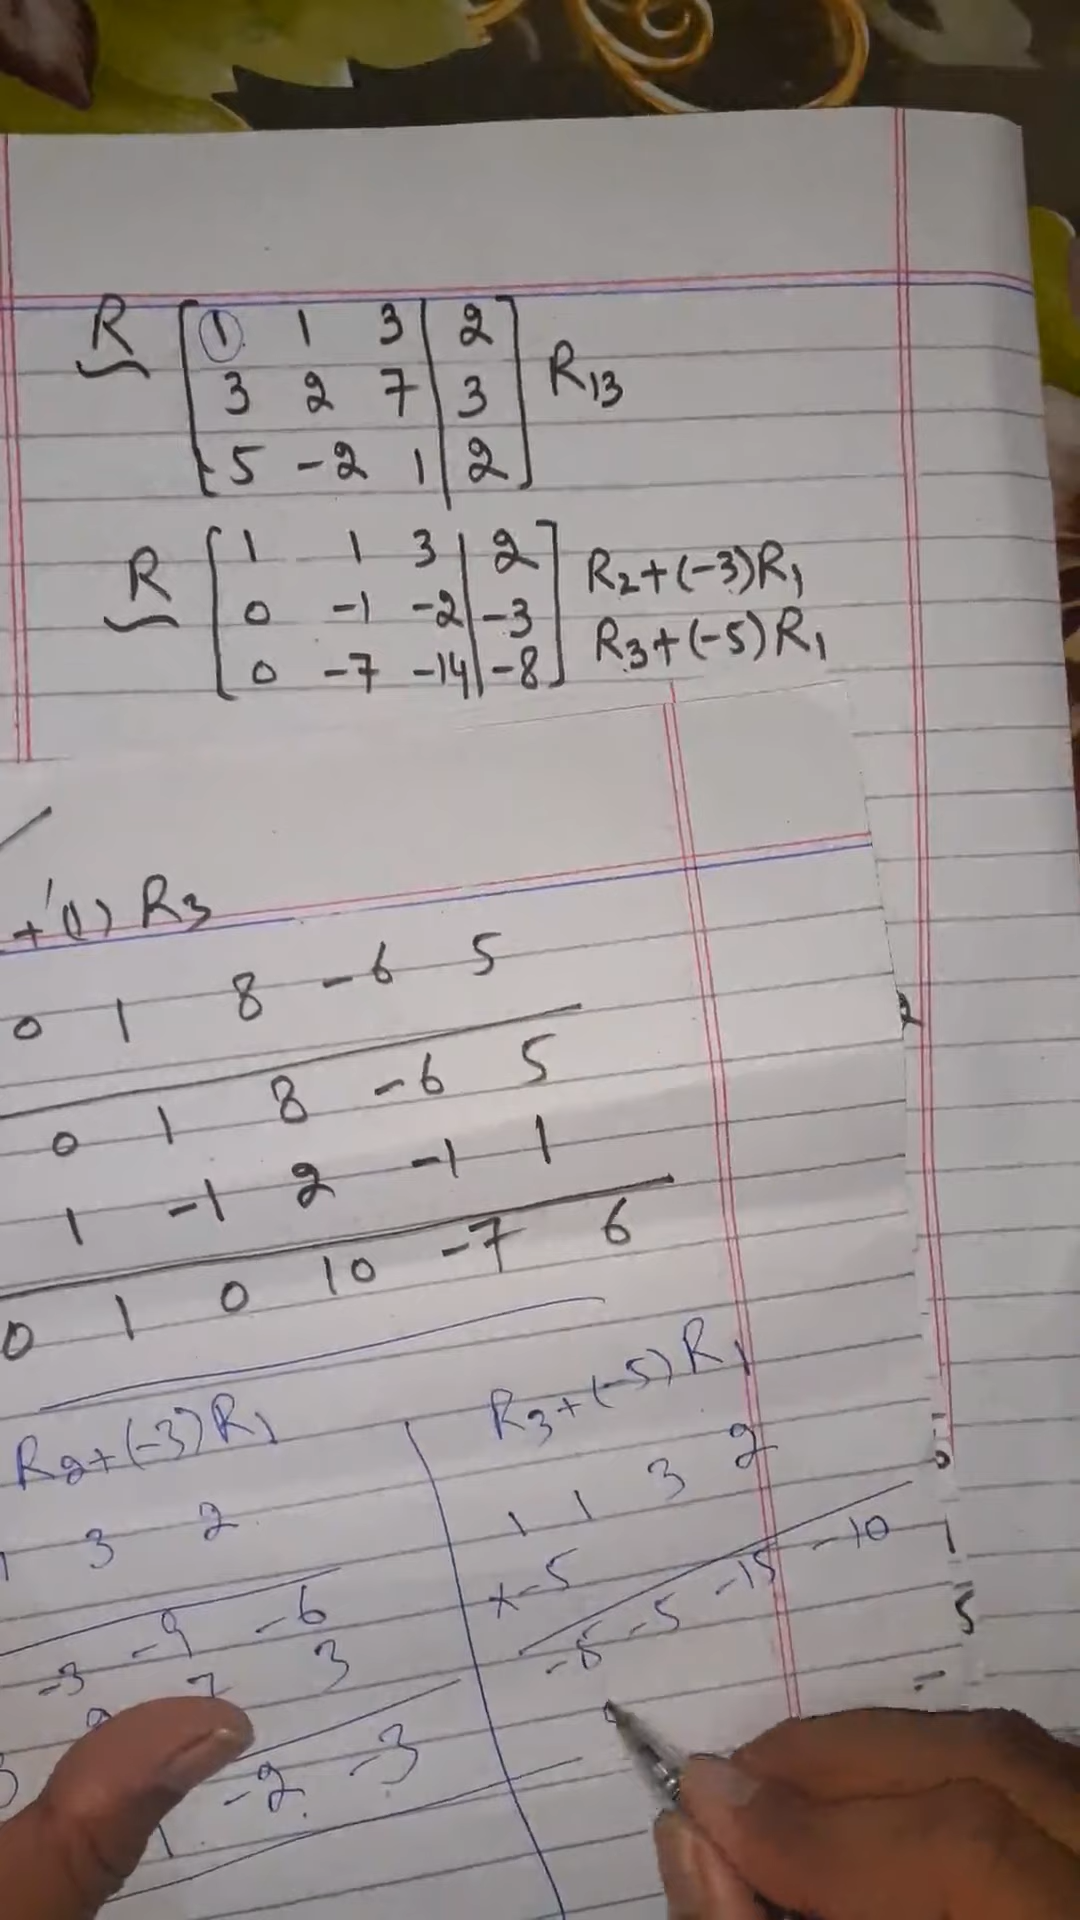 R [ 1 1 3 | 2 ]
3 2 7 | 3 R13
5 -2 1 | 2
R [ 1 1 3 | 2 ] R2+(-3)R1
0 -1 -2 | -3
0 -7 -14 | -8 R3+(-5)R1
+(1) R3
0 1 8 -6 5
0 1 8 -6 5
1 -1 2 -1 1
0 1 0 10 -7 6
R2+(-3)R1
1 3 2
-3 -9 -6
7 3
-2 -3
R3+(-5)R1
1 1 3 2
x-5
-5 -5 -15 -10